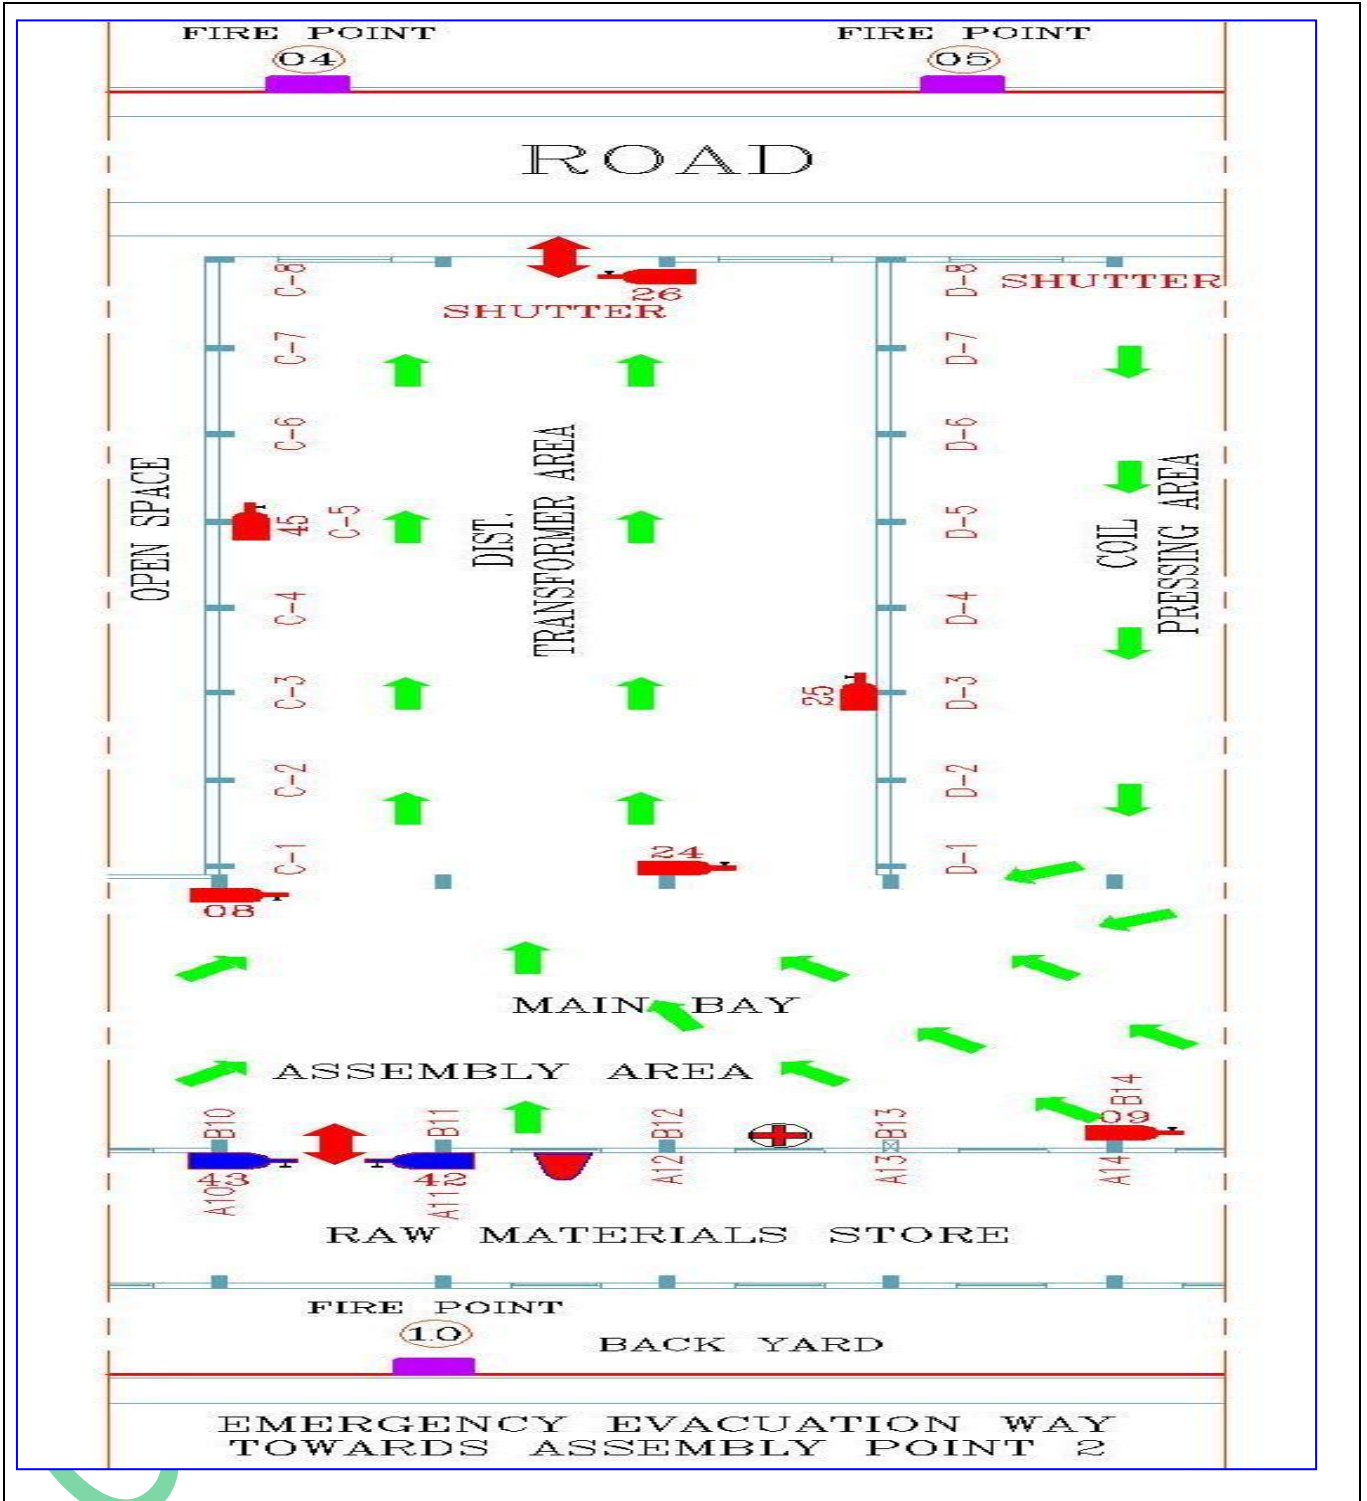 FIRE POINT
04
FIRE POINT
05
ROAD
SHUTTER
26
SHUTTER
C-8
C-7
C-6
C-5
45
C-4
C-3
C-2
C-1
D-8
D-7
D-6
D-5
D-4
D-3
D-2
D-1
OPEN SPACE
DIST.
TRANSFORMER AREA
COIL
PRESSING AREA
25
24
08
MAIN BAY
ASSEMBLY AREA
B10
B11
B12
B13
B14
09
43
42
A10
A11
A12
A13
A14
RAW MATERIALS STORE
FIRE POINT
10
BACK YARD
EMERGENCY EVACUATION WAY
TOWARDS ASSEMBLY POINT 2